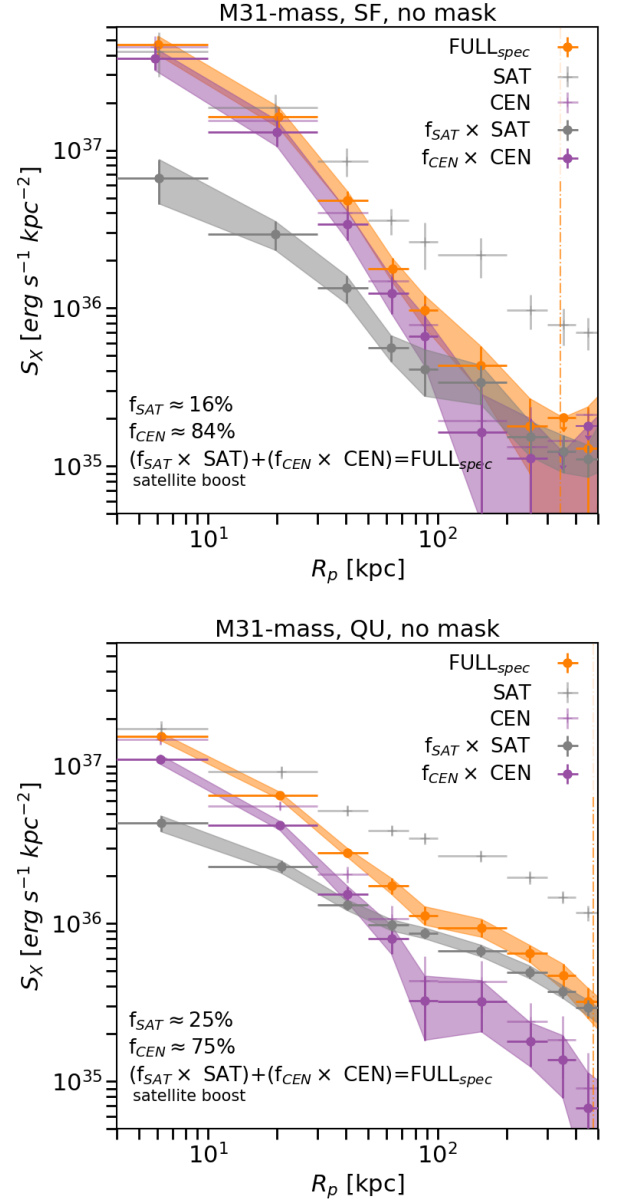 M31-mass, SF, no mask
FULL_spec
SAT
CEN
f_SAT × SAT
f_CEN × CEN
10^37
10^36
10^35
S_X [erg s^−1 kpc^−2]
f_SAT ≈ 16%
f_CEN ≈ 84%
(f_SAT × SAT)+(f_CEN × CEN)=FULL_spec
satellite boost
10^1
10^2
R_p [kpc]
M31-mass, QU, no mask
FULL_spec
SAT
CEN
f_SAT × SAT
f_CEN × CEN
10^37
10^36
10^35
S_X [erg s^−1 kpc^−2]
f_SAT ≈ 25%
f_CEN ≈ 75%
(f_SAT × SAT)+(f_CEN × CEN)=FULL_spec
satellite boost
10^1
10^2
R_p [kpc]